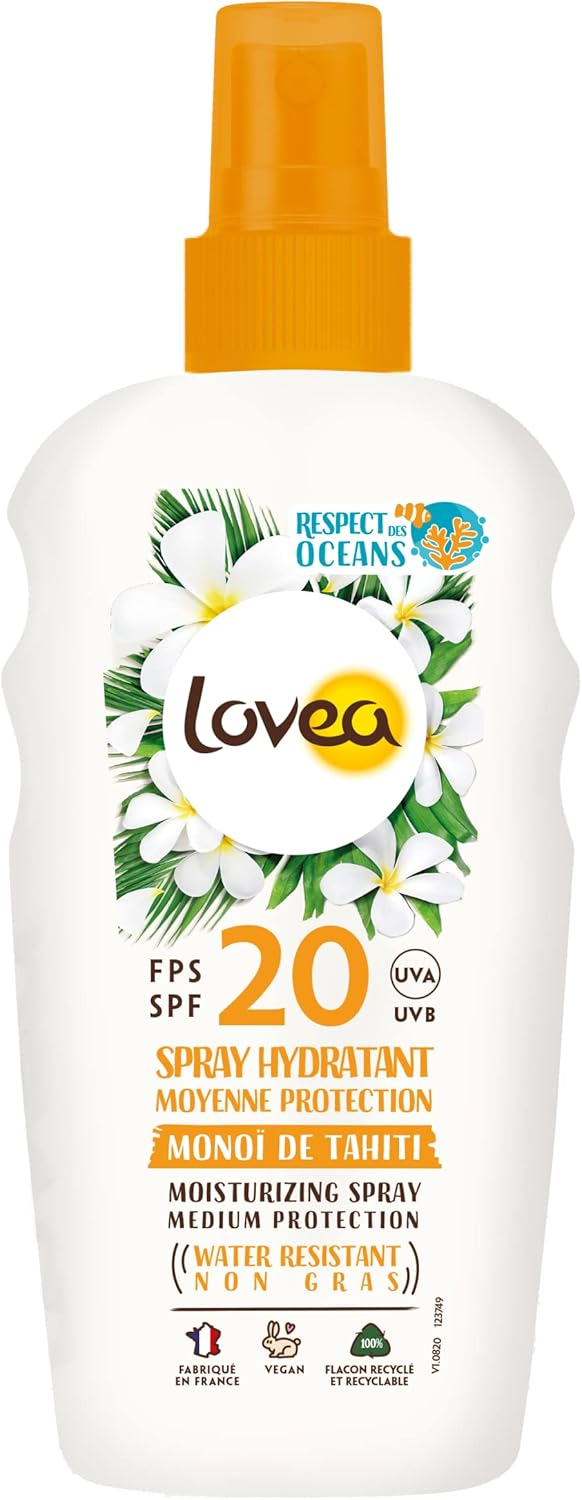 RESPECT DES
OCEANS
Lovea
FPS
SPF
20
UVA
UVB
SPRAY HYDRATANT
MOYENNE PROTECTION
MONOÏ DE TAHITI
MOISTURIZING SPRAY
MEDIUM PROTECTION
((WATER RESISTANT
NON GRAS))
FABRIQUÉ
EN FRANCE
VEGAN
100%
FLACON RECYCLÉ
ET RECYCLABLE
V1.0820 123749